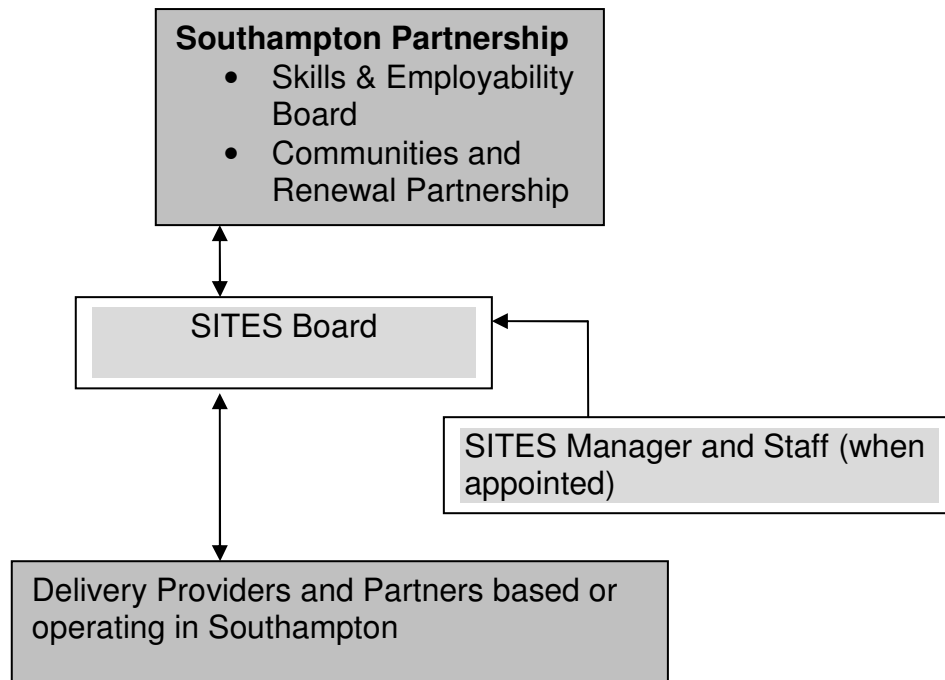 Southampton Partnership
• Skills & Employability
Board
• Communities and
Renewal Partnership
SITES Board
SITES Manager and Staff (when
appointed)
Delivery Providers and Partners based or
operating in Southampton